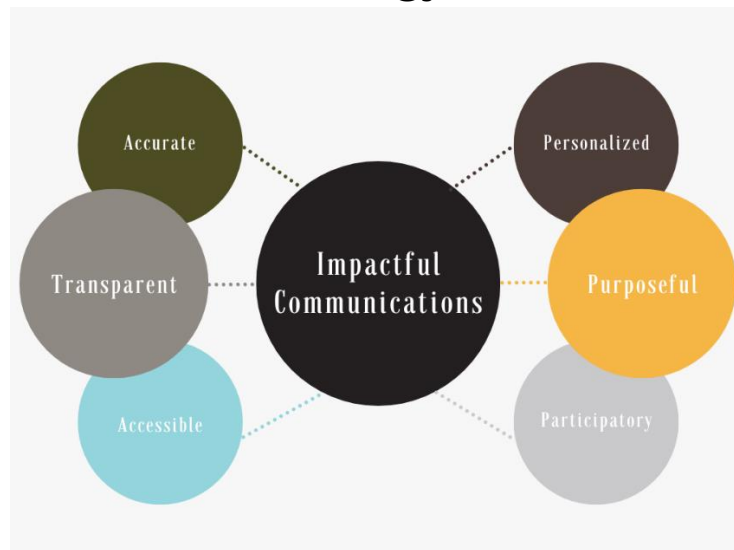 Accurate
Personalized
Impactful
Communications
Transparent
Purposeful
Accessible
Participatory